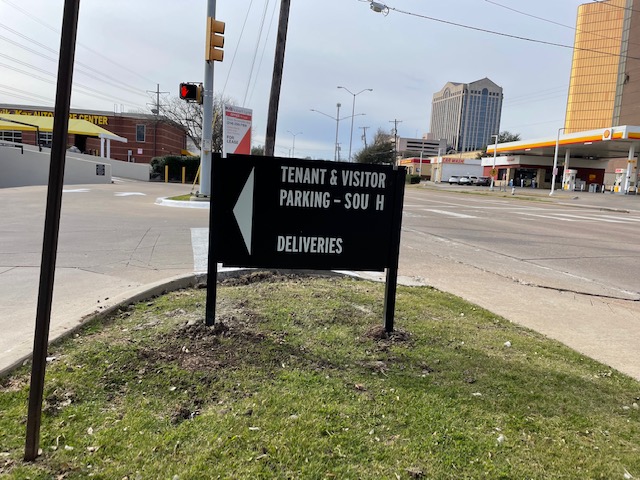 TENANT & VISITOR
PARKING – SOU H
DELIVERIES